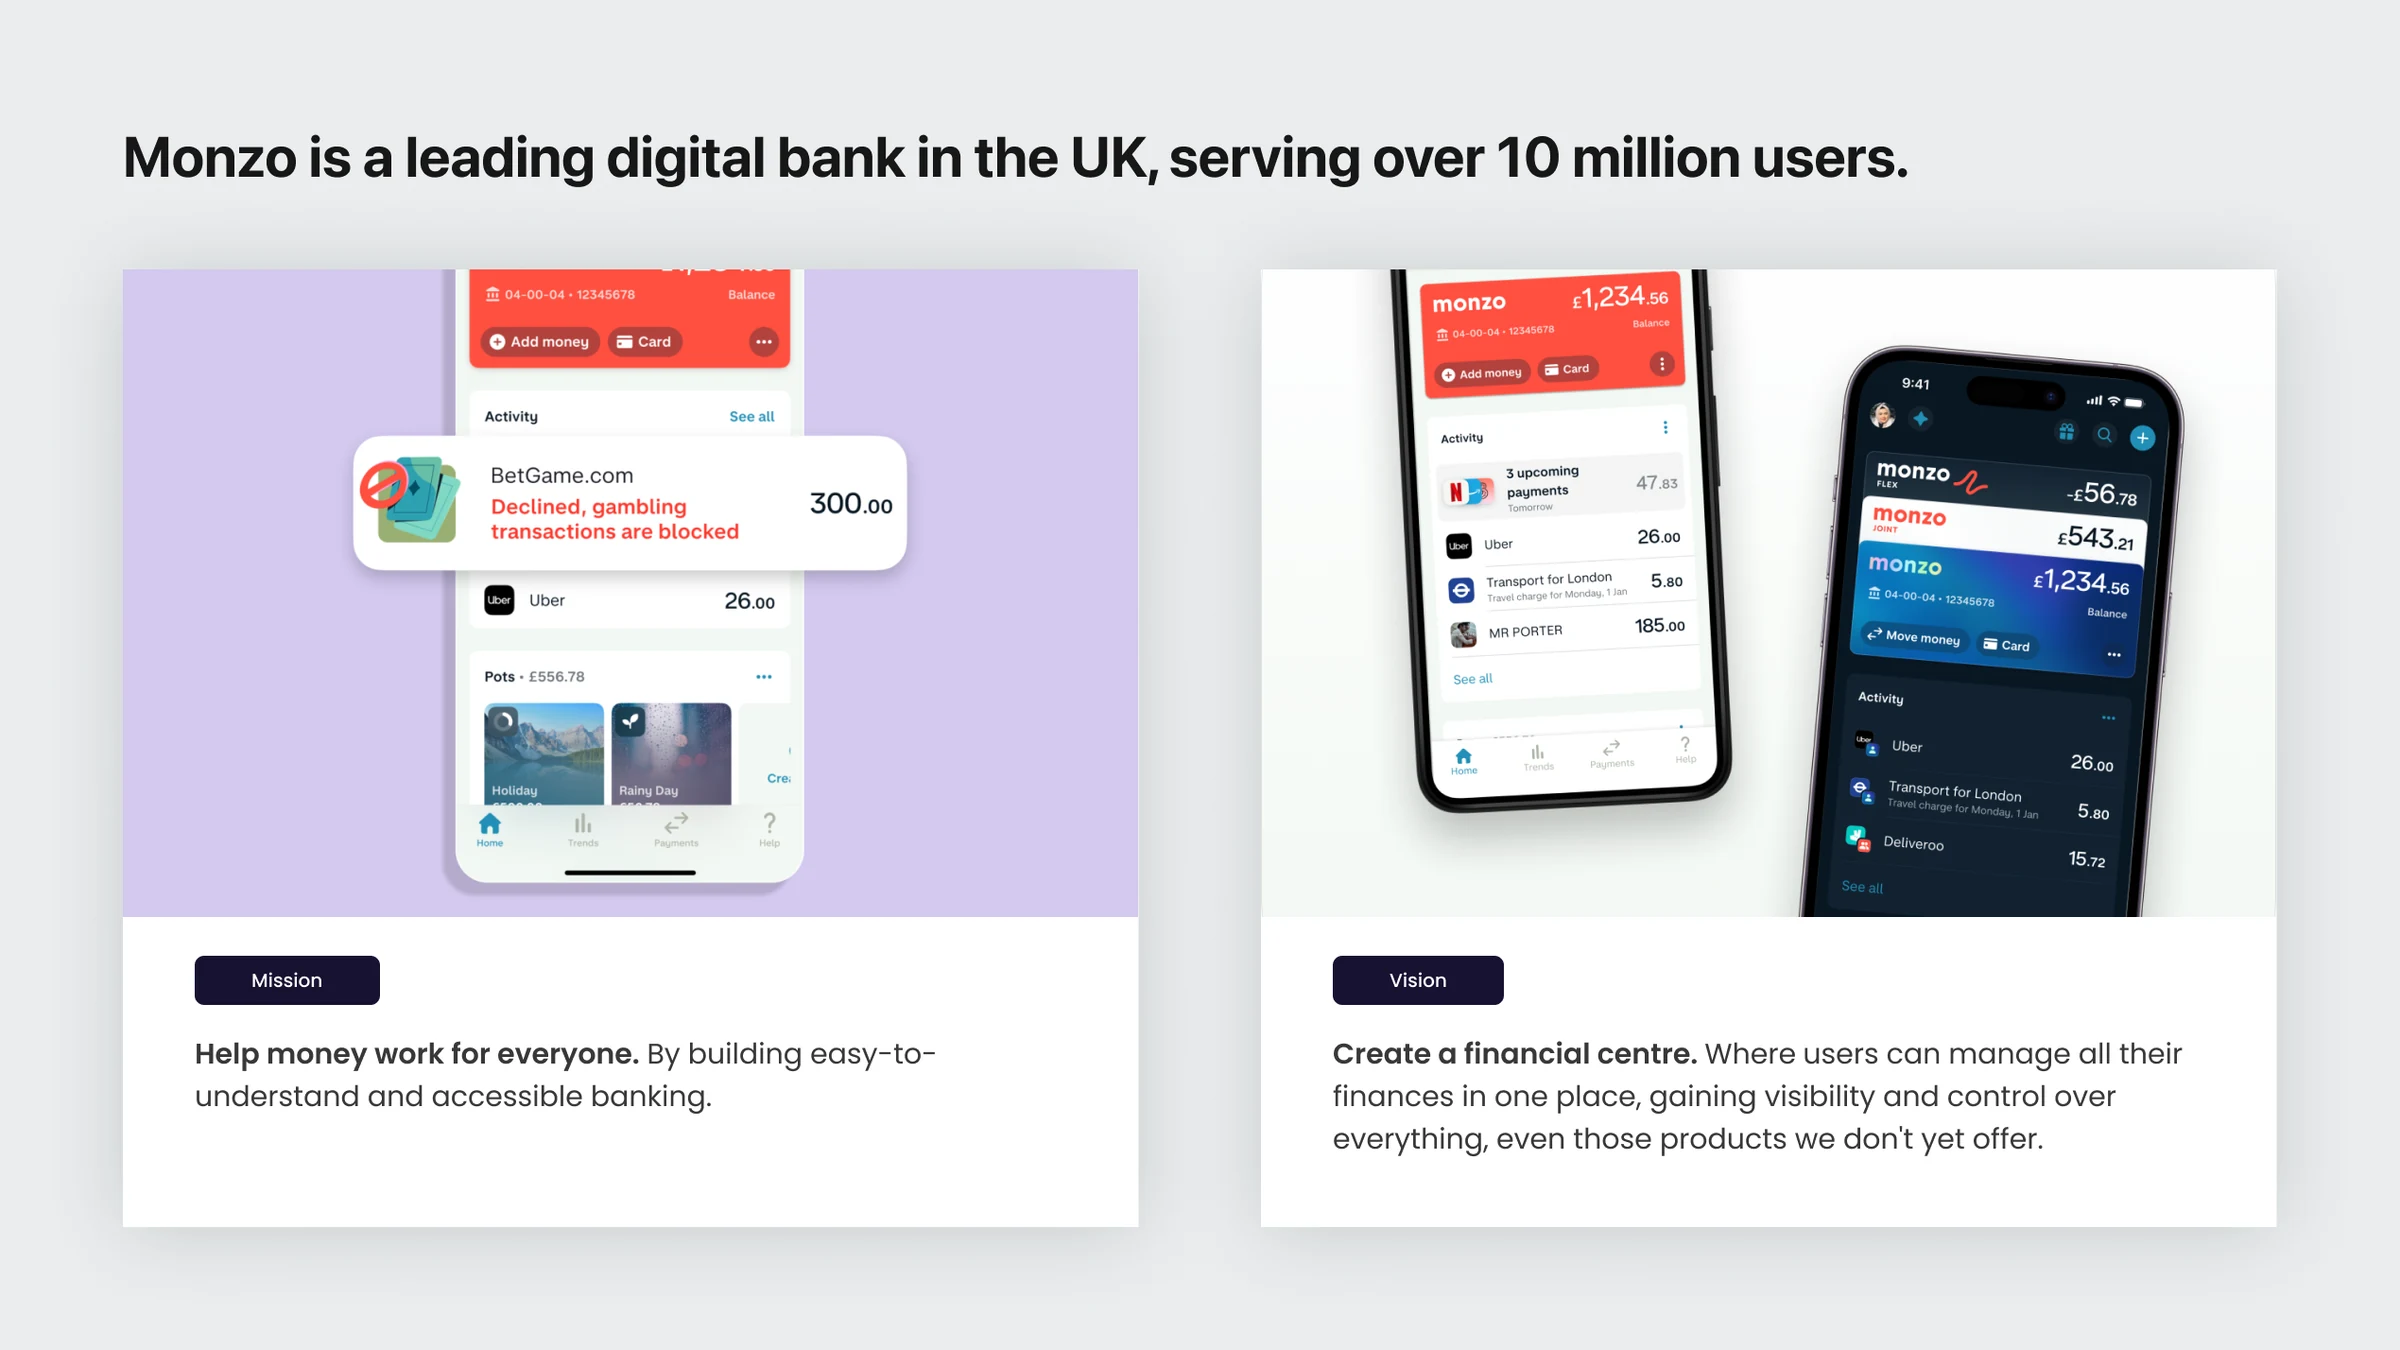 Monzo is a leading digital bank in the UK, serving over 10 million users.
04-00-04 • 12345678
Balance
Add money
Card
Activity
See all
BetGame.com
Declined, gambling
transactions are blocked
300.00
Uber
Uber
26.00
Pots • £556.78
Holiday
Rainy Day
Home
Trends
Payments
Help
Mission
Help money work for everyone. By building easy-to-
understand and accessible banking.
monzo
£1,234.56
04-00-04 • 12345678
Balance
Add money
Card
Activity
N
3 upcoming
payments
Tomorrow
47.83
Uber
Uber
26.00
Transport for London
Travel charge for Monday, 1 Jan
5.80
MR PORTER
185.00
See all
Home
Trends
Payments
Help
9:41
monzo
FLEX
-£56.78
monzo
JOINT
£543.21
monzo
£1,234.56
04-00-04 • 12345678
Balance
Move money
Card
Activity
Uber
Uber
26.00
Transport for London
Travel charge for Monday, 1 Jan
5.80
Deliveroo
15.72
See all
Vision
Create a financial centre. Where users can manage all their
finances in one place, gaining visibility and control over
everything, even those products we don't yet offer.